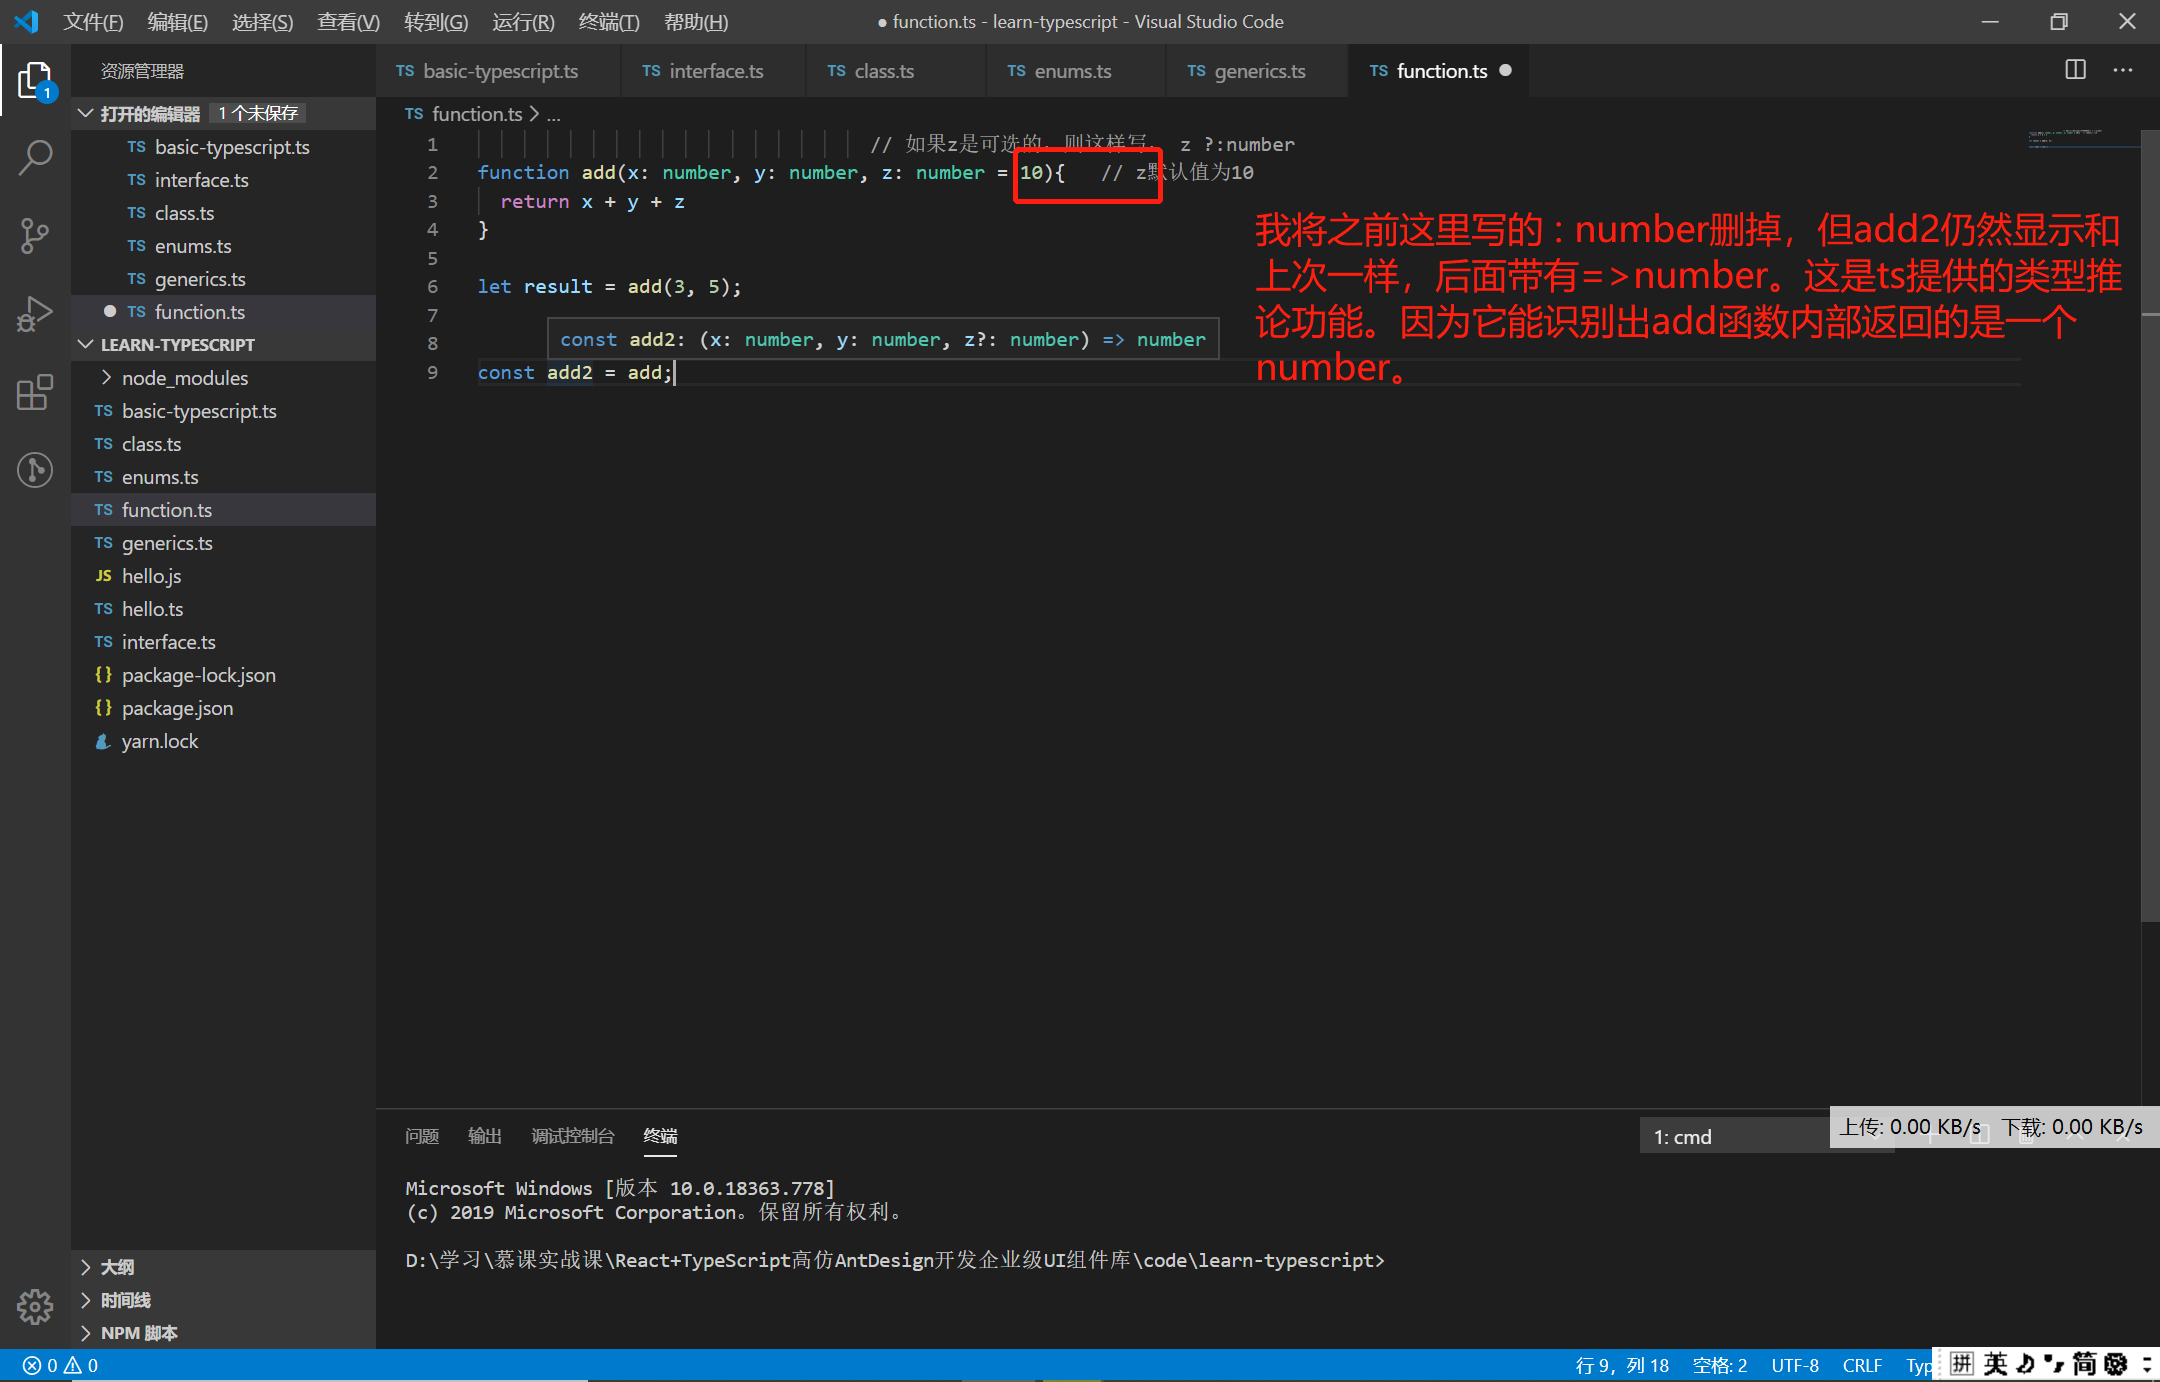 文件(F) 编辑(E) 选择(S) 查看(V) 转到(G) 运行(R) 终端(T) 帮助(H) ● function.ts - learn-typescript - Visual Studio Code
资源管理器
TS basic-typescript.ts TS interface.ts TS class.ts TS enums.ts TS generics.ts TS function.ts
1
打开的编辑器 1 个未保存
TS basic-typescript.ts
TS interface.ts
TS class.ts
TS enums.ts
TS generics.ts
TS function.ts
LEARN-TYPESCRIPT
node_modules
TS basic-typescript.ts
TS class.ts
TS enums.ts
TS function.ts
TS generics.ts
JS hello.js
TS hello.ts
TS interface.ts
{} package-lock.json
{} package.json
yarn.lock
大纲
时间线
NPM 脚本
TS function.ts > ...
1 // 如果z是可选的，则这样写， z ?:number
2 function add(x: number, y: number, z: number = 10){ // z默认值为10
3 return x + y + z
4 }
5
6 let result = add(3, 5);
7
8
const add2: (x: number, y: number, z?: number) => number
9 const add2 = add;
我将之前这里写的 : number删掉，但add2仍然显示和
上次一样，后面带有=>number。这是ts提供的类型推
论功能。因为它能识别出add函数内部返回的是一个
number。
问题 输出 调试控制台 终端 1: cmd
上传: 0.00 KB/s 下载: 0.00 KB/s
Microsoft Windows [版本 10.0.18363.778]
(c) 2019 Microsoft Corporation。保留所有权利。
D:\学习\慕课实战课\React+TypeScript高仿AntDesign开发企业级UI组件库\code\learn-typescript>
0 0 行 9，列 18 空格: 2 UTF-8 CRLF Typ
拼 英 简